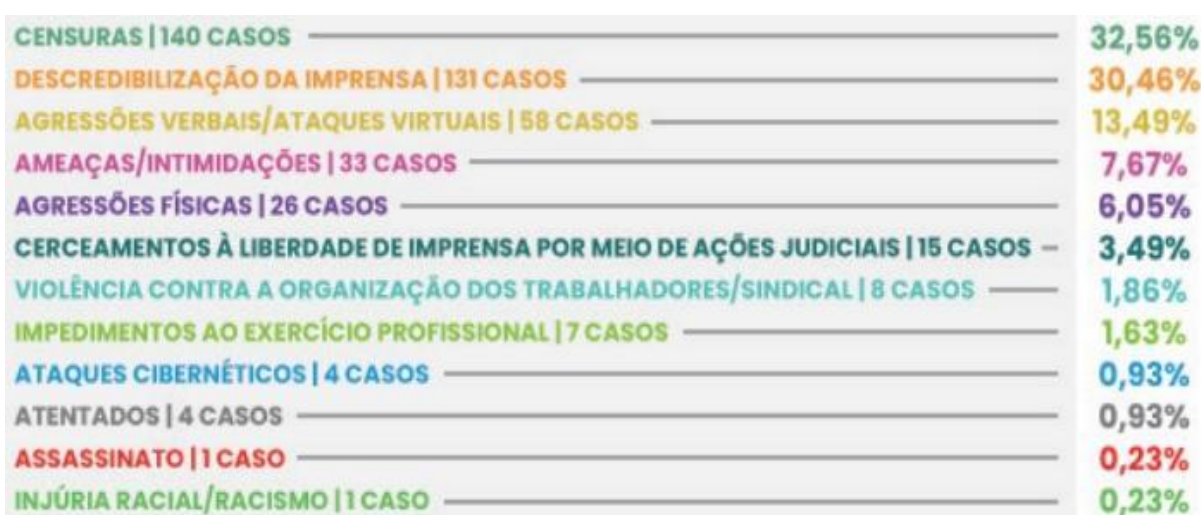 CENSURAS | 140 CASOS 32,56%
DESCREDIBILIZAÇÃO DA IMPRENSA | 131 CASOS 30,46%
AGRESSÕES VERBAIS/ATAQUES VIRTUAIS | 58 CASOS 13,49%
AMEAÇAS/INTIMIDAÇÕES | 33 CASOS 7,67%
AGRESSÕES FÍSICAS | 26 CASOS 6,05%
CERCEAMENTOS À LIBERDADE DE IMPRENSA POR MEIO DE AÇÕES JUDICIAIS | 15 CASOS 3,49%
VIOLÊNCIA CONTRA A ORGANIZAÇÃO DOS TRABALHADORES/SINDICAL | 8 CASOS 1,86%
IMPEDIMENTOS AO EXERCÍCIO PROFISSIONAL | 7 CASOS 1,63%
ATAQUES CIBERNÉTICOS | 4 CASOS 0,93%
ATENTADOS | 4 CASOS 0,93%
ASSASSINATO | 1 CASO 0,23%
INJÚRIA RACIAL/RACISMO | 1 CASO 0,23%